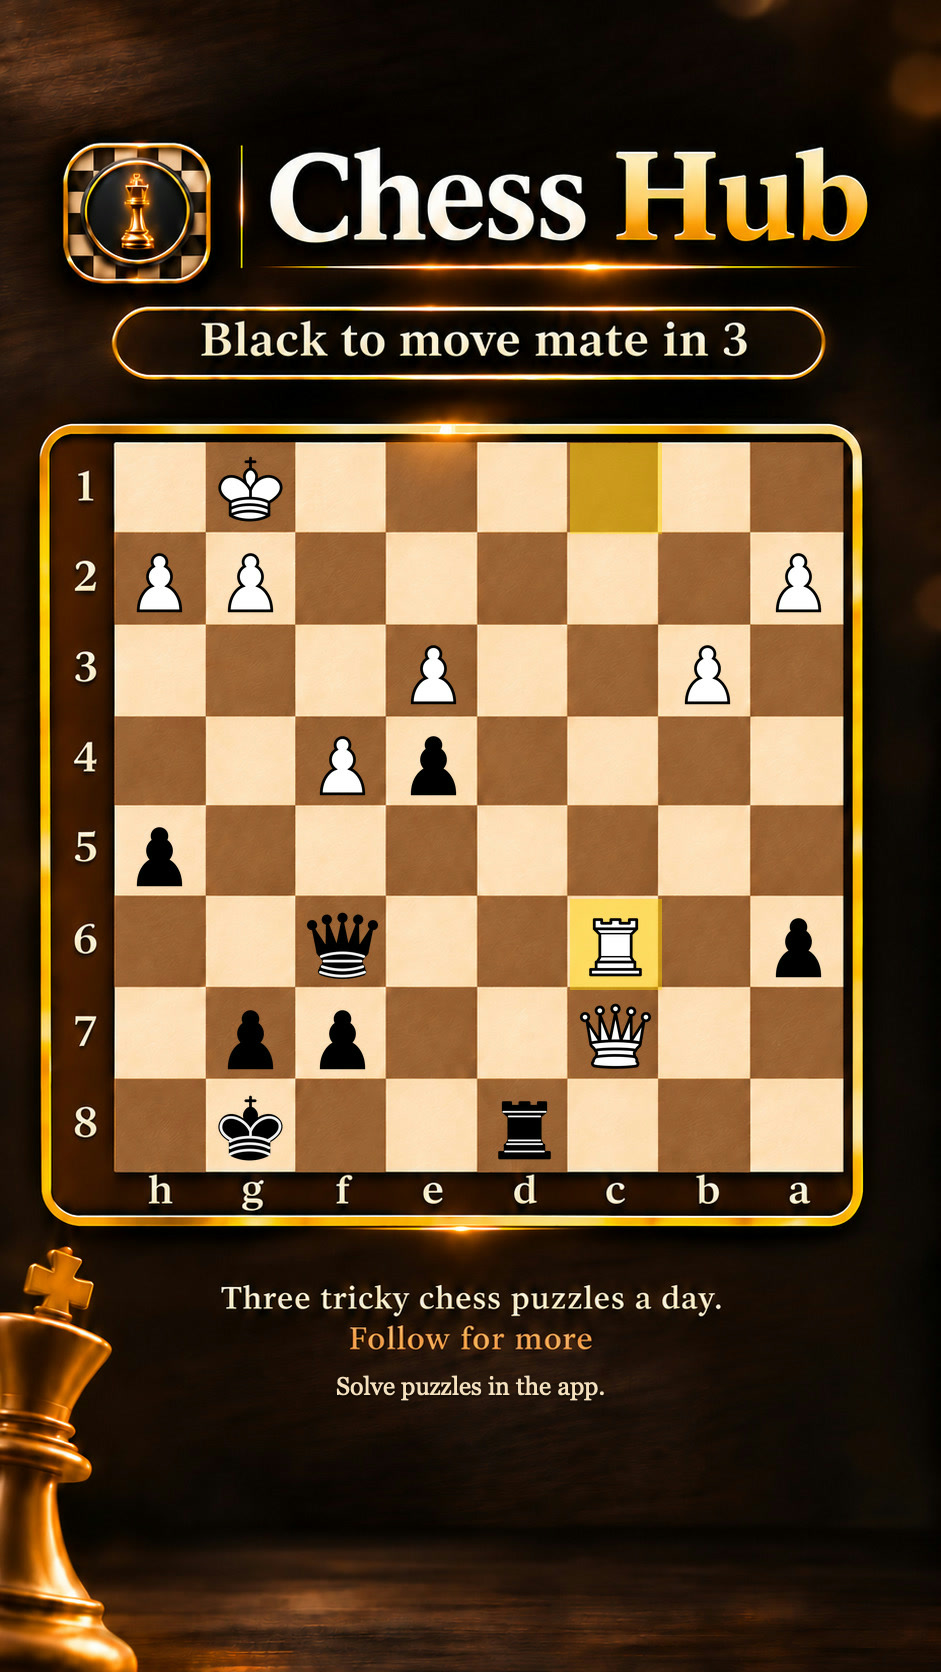 Chess Hub
Black to move mate in 3
1
2
3
4
5
6
7
8
h g f e d c b a
Three tricky chess puzzles a day.
Follow for more
Solve puzzles in the app.